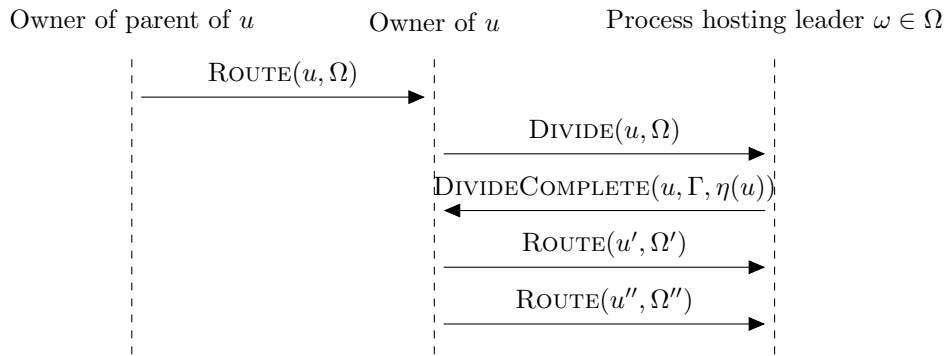 Owner of parent of u Owner of u Process hosting leader ω ∈ Ω
ROUTE(u, Ω)
DIVIDE(u, Ω)
DIVIDECOMPLETE(u, Γ, η(u))
ROUTE(u′, Ω′)
ROUTE(u″, Ω″)